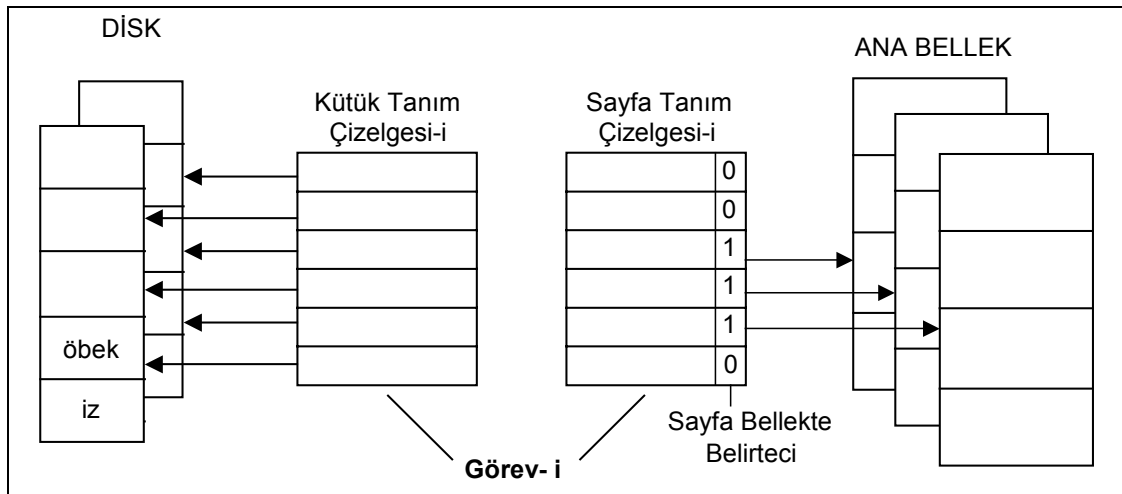 DİSK
ANA BELLEK
Kütük Tanım
Çizelgesi-i
Sayfa Tanım
Çizelgesi-i
0
0
1
1
1
0
öbek
iz
Sayfa Bellekte
Belirteci
Görev- i